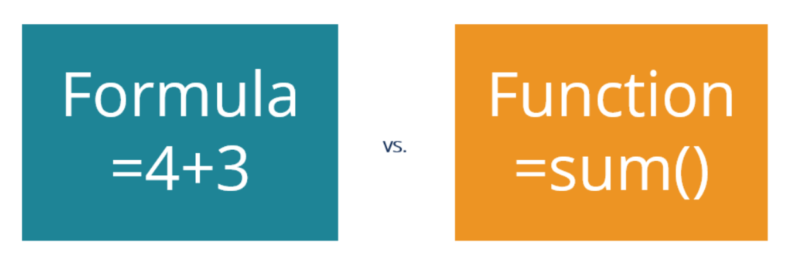 Formula
=4+3
vs.
Function
=sum()